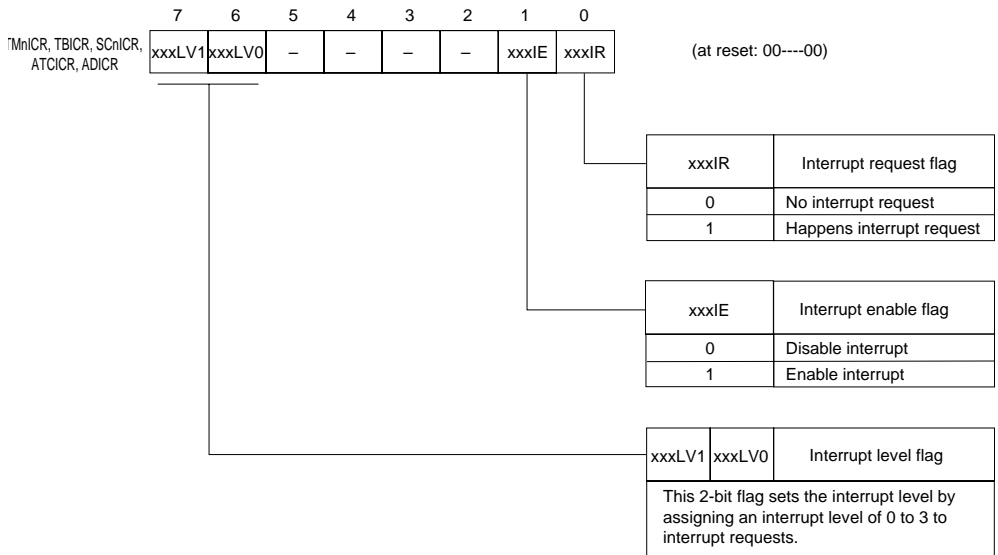 7 6 5 4 3 2 1 0
TMnICR, TBICR, SCnICR,
ATCICR, ADICR
xxxLV1 xxxLV0 – – – – xxxIE xxxIR
(at reset: 00----00)
xxxIR Interrupt request flag
0 No interrupt request
1 Happens interrupt request
xxxIE Interrupt enable flag
0 Disable interrupt
1 Enable interrupt
xxxLV1 xxxLV0 Interrupt level flag
This 2-bit flag sets the interrupt level by
assigning an interrupt level of 0 to 3 to
interrupt requests.